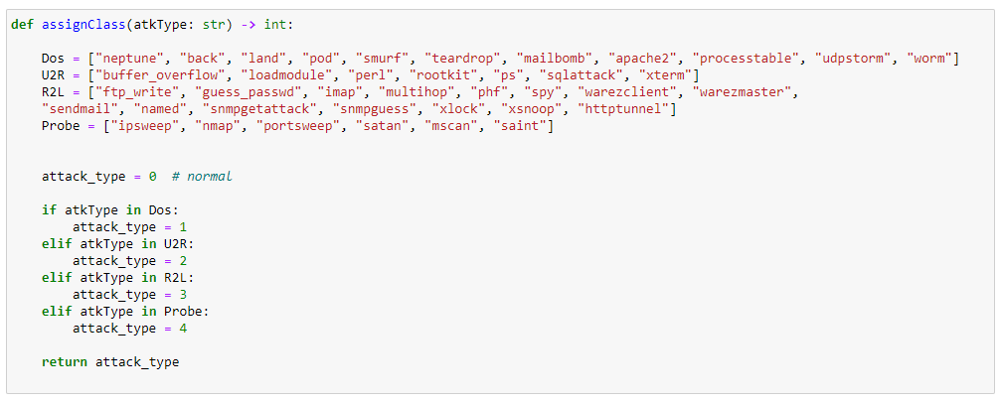 def assignClass(atkType: str) -> int:
    Dos = ["neptune", "back", "land", "pod", "smurf", "teardrop", "mailbomb", "apache2", "processtable", "udpstorm", "worm"]
    U2R = ["buffer_overflow", "loadmodule", "perl", "rootkit", "ps", "sqlattack", "xterm"]
    R2L = ["ftp_write", "guess_passwd", "imap", "multihop", "phf", "spy", "warezclient", "warezmaster",
    "sendmail", "named", "snmpgetattack", "snmpguess", "xlock", "xsnoop", "httptunnel"]
    Probe = ["ipsweep", "nmap", "portsweep", "satan", "mscan", "saint"]
    attack_type = 0  # normal
    if atkType in Dos:
        attack_type = 1
    elif atkType in U2R:
        attack_type = 2
    elif atkType in R2L:
        attack_type = 3
    elif atkType in Probe:
        attack_type = 4
    return attack_type